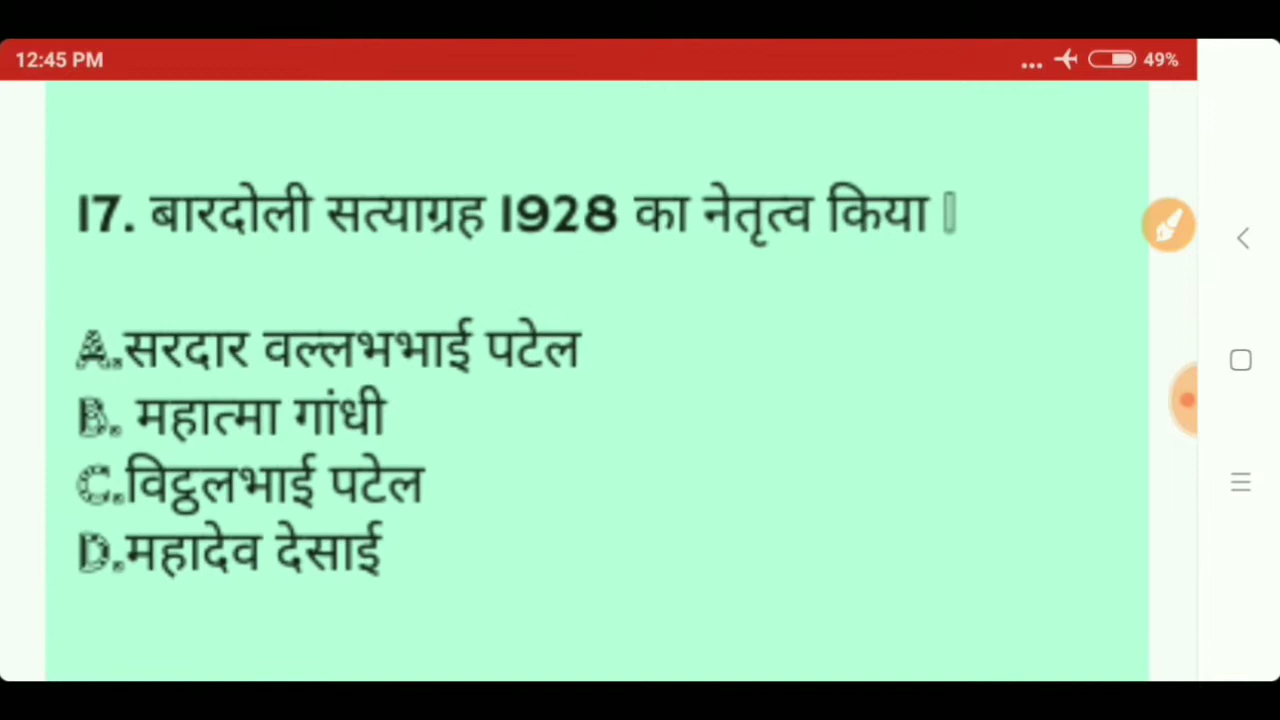 12:45 PM
... 49%
17. बारदोली सत्याग्रह 1928 का नेतृत्व किया
A.सरदार वल्लभभाई पटेल
B. महात्मा गांधी
C.विट्ठलभाई पटेल
D.महादेव देसाई